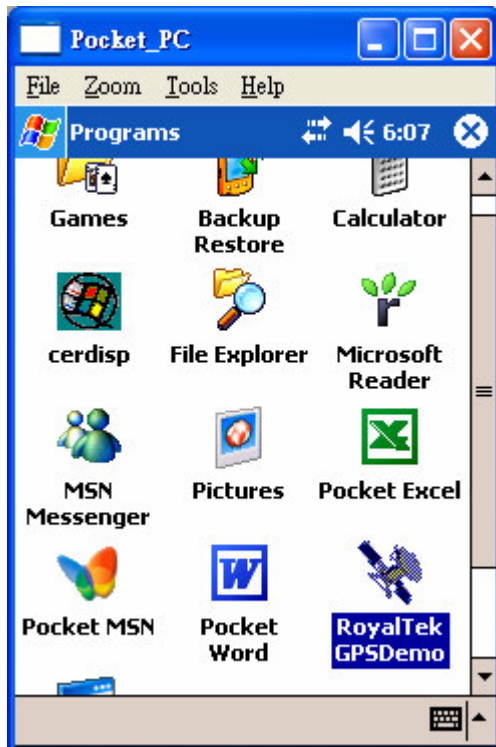 Pocket_PC
File Zoom Tools Help
Programs 6:07
Games Backup Restore Calculator
cerdisp File Explorer Microsoft Reader
MSN Messenger Pictures Pocket Excel
Pocket MSN Pocket Word RoyalTek GPSDemo